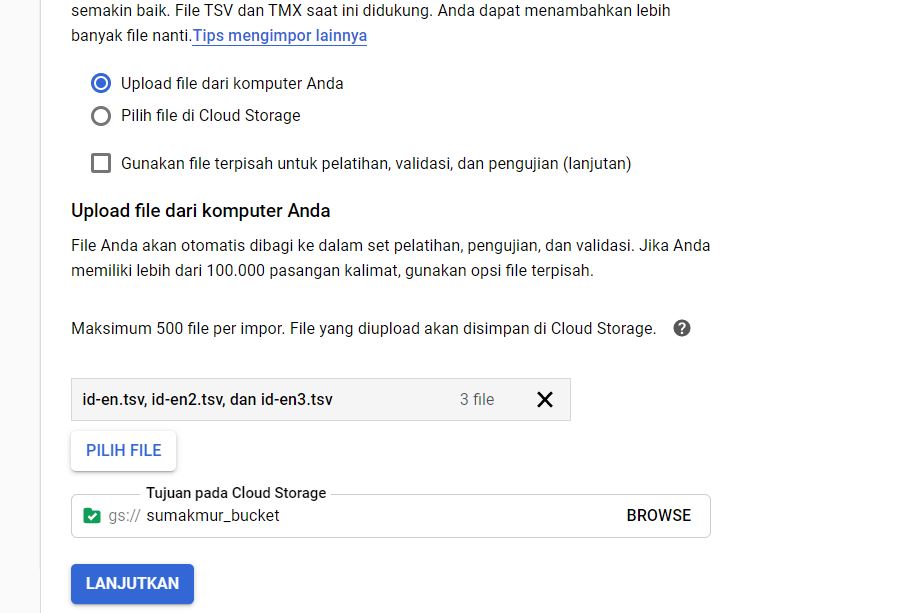 semakin baik. File TSV dan TMX saat ini didukung. Anda dapat menambahkan lebih
banyak file nanti.Tips mengimpor lainnya
Upload file dari komputer Anda
Pilih file di Cloud Storage
Gunakan file terpisah untuk pelatihan, validasi, dan pengujian (lanjutan)
Upload file dari komputer Anda
File Anda akan otomatis dibagi ke dalam set pelatihan, pengujian, dan validasi. Jika Anda
memiliki lebih dari 100.000 pasangan kalimat, gunakan opsi file terpisah.
Maksimum 500 file per impor. File yang diupload akan disimpan di Cloud Storage. ?
id-en.tsv, id-en2.tsv, dan id-en3.tsv 3 file
PILIH FILE
Tujuan pada Cloud Storage
gs:// sumakmur_bucket BROWSE
LANJUTKAN